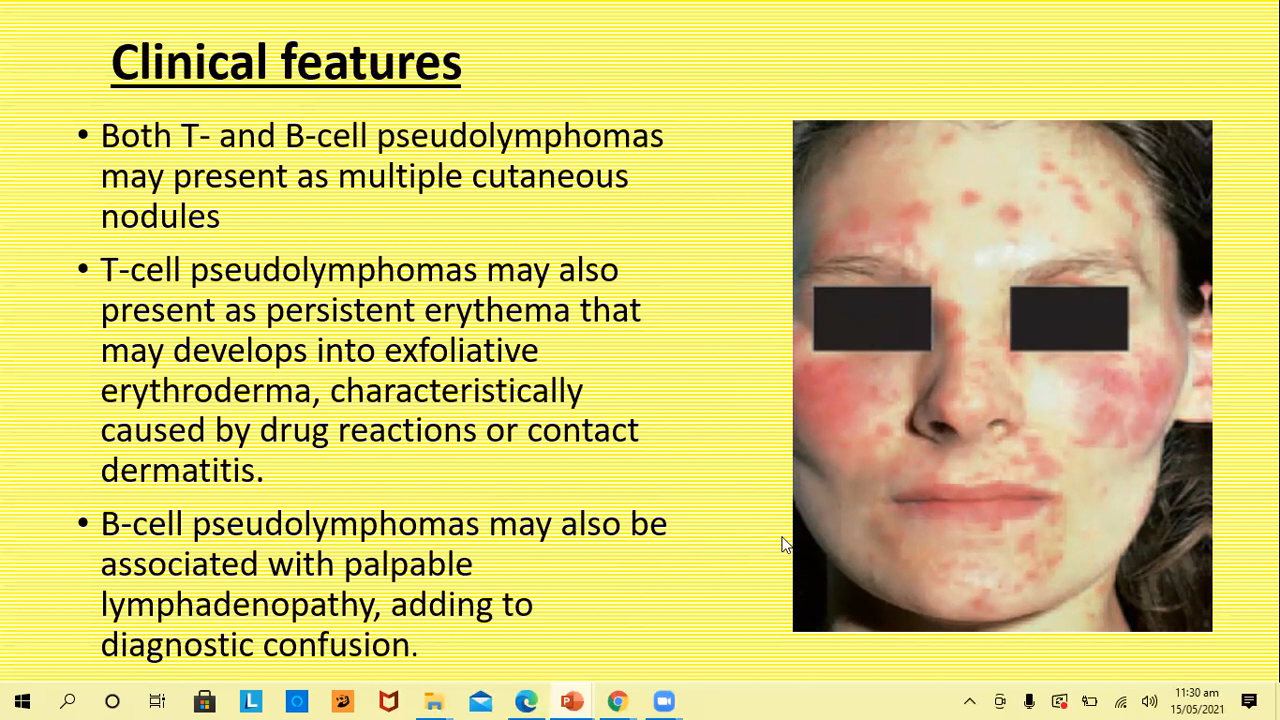 Clinical features
• Both T- and B-cell pseudolymphomas
may present as multiple cutaneous
nodules
• T-cell pseudolymphomas may also
present as persistent erythema that
may develops into exfoliative
erythroderma, characteristically
caused by drug reactions or contact
dermatitis.
• B-cell pseudolymphomas may also be
associated with palpable
lymphadenopathy, adding to
diagnostic confusion.
L
11:30 am
15/05/2021